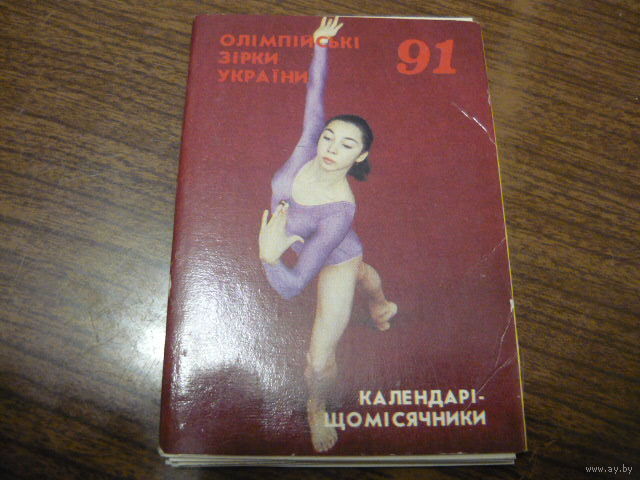 ОЛІМПІЙСЬКІ
ЗІРКИ
УКРАЇНИ
91
КАЛЕНДАРІ-
ЩОМІСЯЧНИКИ
www.ay.by